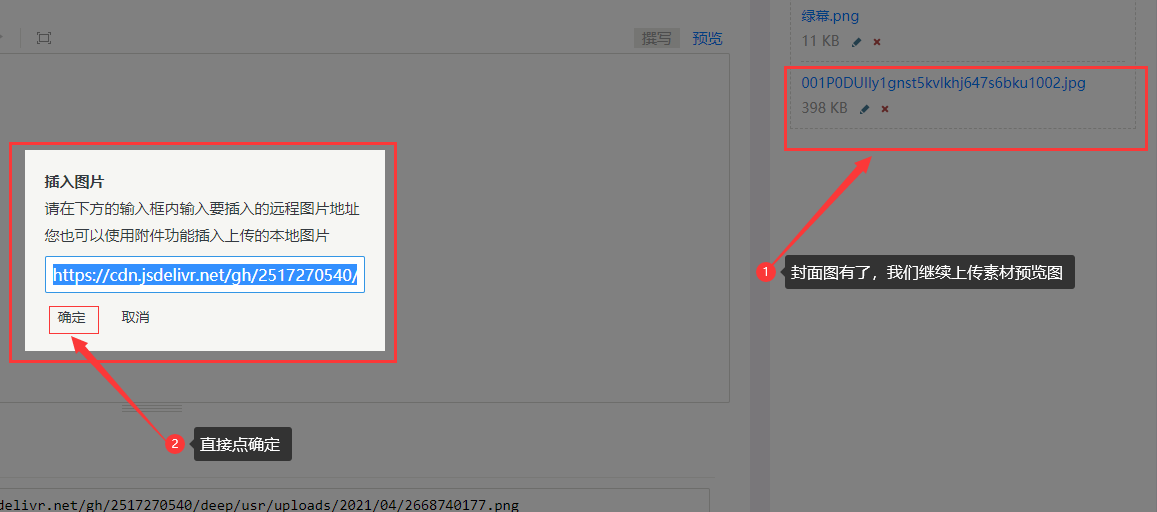 绿幕.png
撰写 预览
11 KB
001P0DUIly1gnst5kvlkhj647s6bku1002.jpg
398 KB
插入图片
请在下方的输入框内输入要插入的远程图片地址
您也可以使用附件功能插入上传的本地图片
https://cdn.jsdelivr.net/gh/2517270540/
确定 取消
1 封面图有了，我们继续上传素材预览图
2 直接点确定
delivr.net/gh/2517270540/deep/usr/uploads/2021/04/2668740177.png